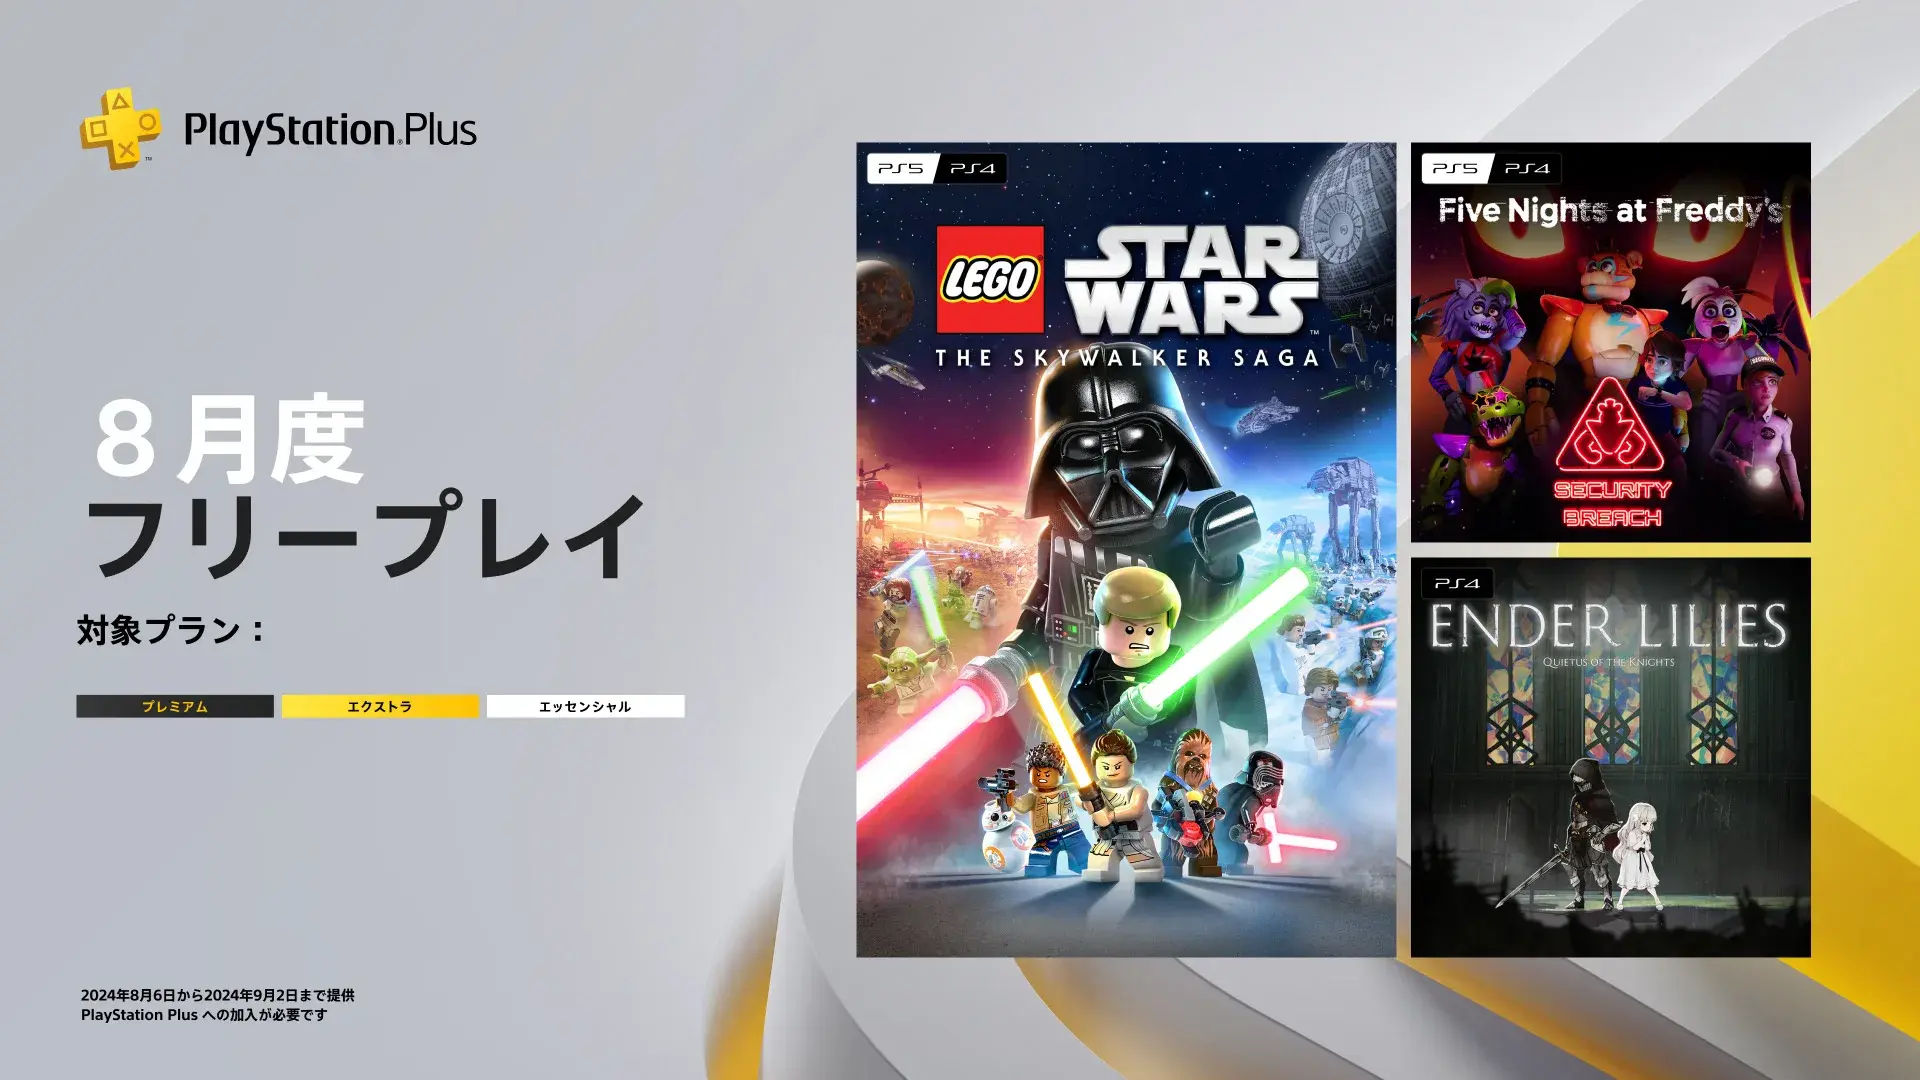 PlayStation®Plus
8月度
フリープレイ
対象プラン：
プレミアム
エクストラ
エッセンシャル
2024年8月6日から2024年9月2日まで提供
PlayStation Plus への加入が必要です
PS5 PS4
LEGO
STAR
WARS™
THE SKYWALKER SAGA
PS5 PS4
Five Nights at Freddy's
SECURITY
BREACH
PS4
ENDER LILIES
QUIETUS OF THE KNIGHTS